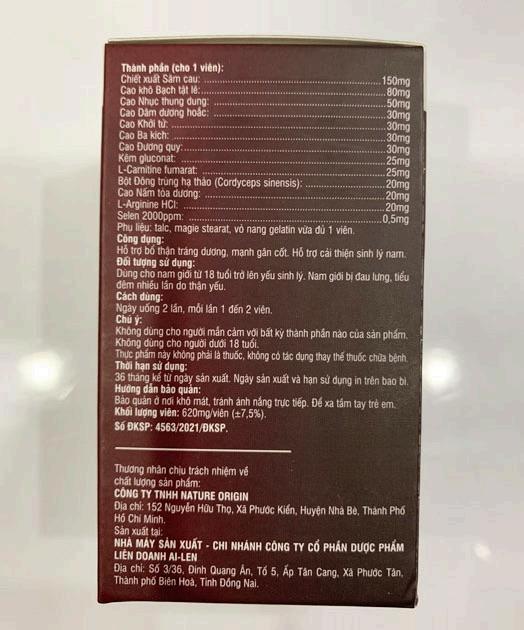 Thành phần (cho 1 viên):
Chiết xuất Sâm cau: 150mg
Cao khô Bạch tật lê: 80mg
Cao Nhục thung dung: 50mg
Cao Dâm dương hoắc: 30mg
Cao Khởi tử: 30mg
Cao Ba kích: 30mg
Cao Đương quy: 30mg
Kẽm gluconat: 25mg
L-Carnitine fumarat: 25mg
Bột Đông trùng hạ thảo (Cordyceps sinensis): 20mg
Cao Nấm tỏa dương: 20mg
L-Arginine HCl: 20mg
Selen 2000ppm: 0,5mg
Phụ liệu: talc, magie stearat, vỏ nang gelatin vừa đủ 1 viên.
Công dụng:
Hỗ trợ bổ thận tráng dương, mạnh gân cốt. Hỗ trợ cải thiện sinh lý nam.
Đối tượng sử dụng:
Dùng cho nam giới từ 18 tuổi trở lên yếu sinh lý. Nam giới bị đau lưng, tiểu
đêm nhiều lần do thận yếu.
Cách dùng:
Ngày uống 2 lần, mỗi lần 1 đến 2 viên.
Chú ý:
Không dùng cho người mẫn cảm với bất kỳ thành phần nào của sản phẩm.
Không dùng cho người dưới 18 tuổi.
Thực phẩm này không phải là thuốc, không có tác dụng thay thế thuốc chữa bệnh.
Thời hạn sử dụng:
36 tháng kể từ ngày sản xuất. Ngày sản xuất và hạn sử dụng in trên bao bì.
Hướng dẫn bảo quản:
Bảo quản ở nơi khô mát, tránh ánh nắng trực tiếp. Để xa tầm tay trẻ em.
Khối lượng viên: 620mg/viên (±7,5%).
Số ĐKSP: 4563/2021/ĐKSP.
Thương nhân chịu trách nhiệm về
chất lượng sản phẩm:
CÔNG TY TNHH NATURE ORIGIN
Địa chỉ: 152 Nguyễn Hữu Thọ, Xã Phước Kiển, Huyện Nhà Bè, Thành Phố
Hồ Chí Minh.
Sản xuất tại:
NHÀ MÁY SẢN XUẤT - CHI NHÁNH CÔNG TY CỔ PHẦN DƯỢC PHẨM
LIÊN DOANH AI-LEN
Địa chỉ: Số 3/36, Đinh Quang Ân, Tổ 5, Ấp Tân Cang, Xã Phước Tân,
Thành phố Biên Hoà, Tỉnh Đồng Nai.